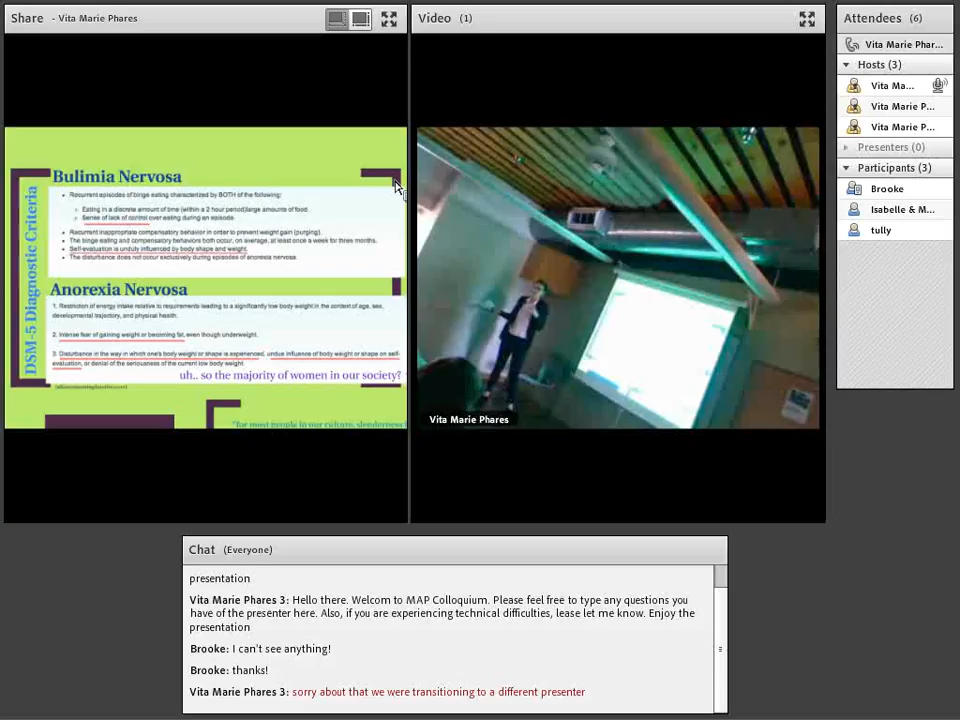 Share - Vita Marie Phares
Video (1)
Attendees (6)
Vita Marie Phar...
Hosts (3)
Vita Ma...
Vita Marie P...
Vita Marie P...
Presenters (0)
Participants (3)
Brooke
Isabelle & M...
tully
DSM-5 Diagnostic Criteria
Bulimia Nervosa
Recurrent episodes of binge eating characterized by BOTH of the following:
Eating in a discrete amount of time (within a 2 hour period)large amounts of food.
Sense of lack of control over eating during an episode.
Recurrent inappropriate compensatory behavior in order to prevent weight gain (purging).
The binge eating and compensatory behaviors both occur, on average, at least once a week for three months.
Self-evaluation is unduly influenced by body shape and weight.
The disturbance does not occur exclusively during episodes of anorexia nervosa.
Anorexia Nervosa
1. Restriction of energy intake relative to requirements leading to a significantly low body weight in the context of age, sex,
developmental trajectory, and physical health.
2. Intense fear of gaining weight or becoming fat, even though underweight.
3. Disturbance in the way in which one's body weight or shape is experienced, undue influence of body weight or shape on self-
evaluation, or denial of the seriousness of the current low body weight.
uh.. so the majority of women in our society?
"for most people in our culture, slenderness
Vita Marie Phares
Chat (Everyone)
presentation
Vita Marie Phares 3: Hello there. Welcom to MAP Colloquium. Please feel free to type any questions you
have of the presenter here. Also, if you are experiencing technical difficulties, lease let me know. Enjoy the
presentation
Brooke: I can't see anything!
Brooke: thanks!
Vita Marie Phares 3: sorry about that we were transitioning to a different presenter